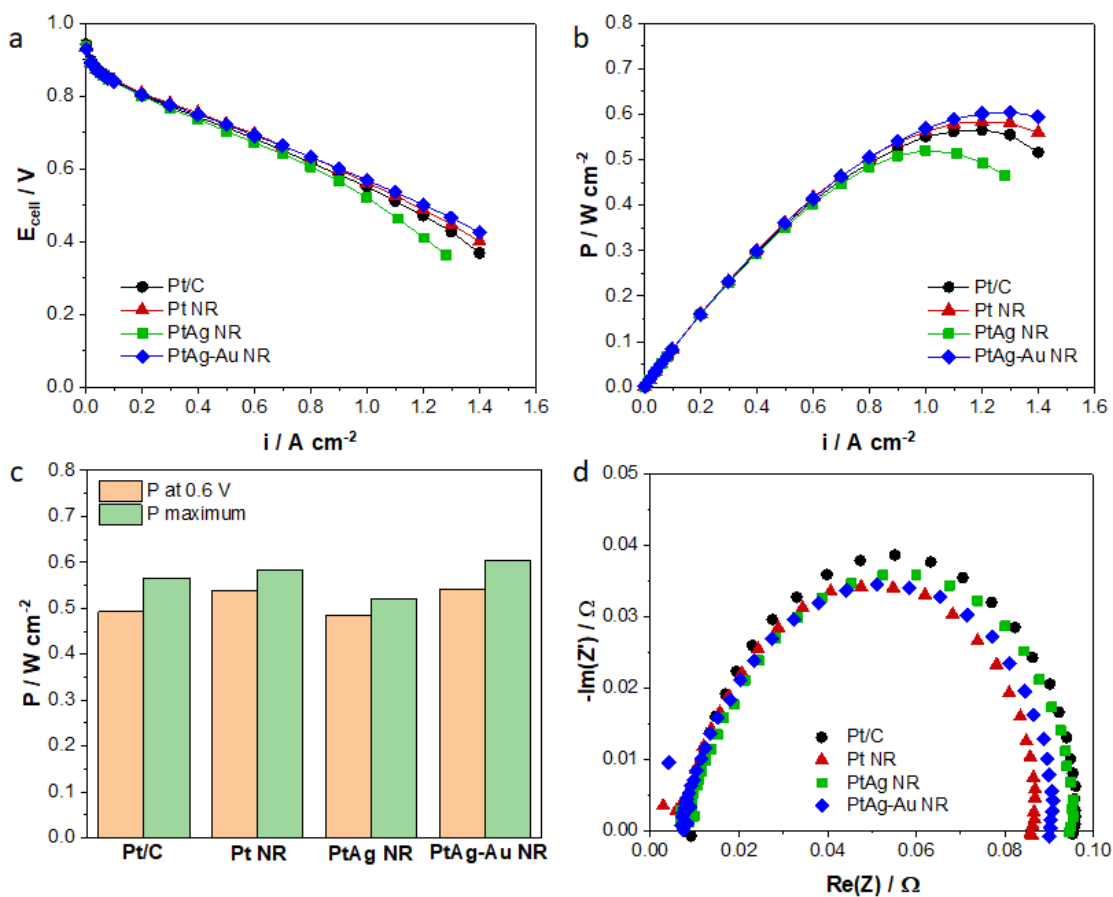 a
1.0
0.8
0.6
0.4
0.2
0.0
E_cell / V
Pt/C
Pt NR
PtAg NR
PtAg-Au NR
0.0 0.2 0.4 0.6 0.8 1.0 1.2 1.4 1.6
i / A cm⁻²
b
0.8
0.7
0.6
0.5
0.4
0.3
0.2
0.1
0.0
P / W cm⁻²
Pt/C
Pt NR
PtAg NR
PtAg-Au NR
0.0 0.2 0.4 0.6 0.8 1.0 1.2 1.4 1.6
i / A cm⁻²
c
0.8
0.7
0.6
0.5
0.4
0.3
0.2
0.1
0.0
P / W cm⁻²
P at 0.6 V
P maximum
Pt/C Pt NR PtAg NR PtAg-Au NR
d
0.05
0.04
0.03
0.02
0.01
0.00
-Im(Z') / Ω
Pt/C
Pt NR
PtAg NR
PtAg-Au NR
0.00 0.02 0.04 0.06 0.08 0.10
Re(Z) / Ω